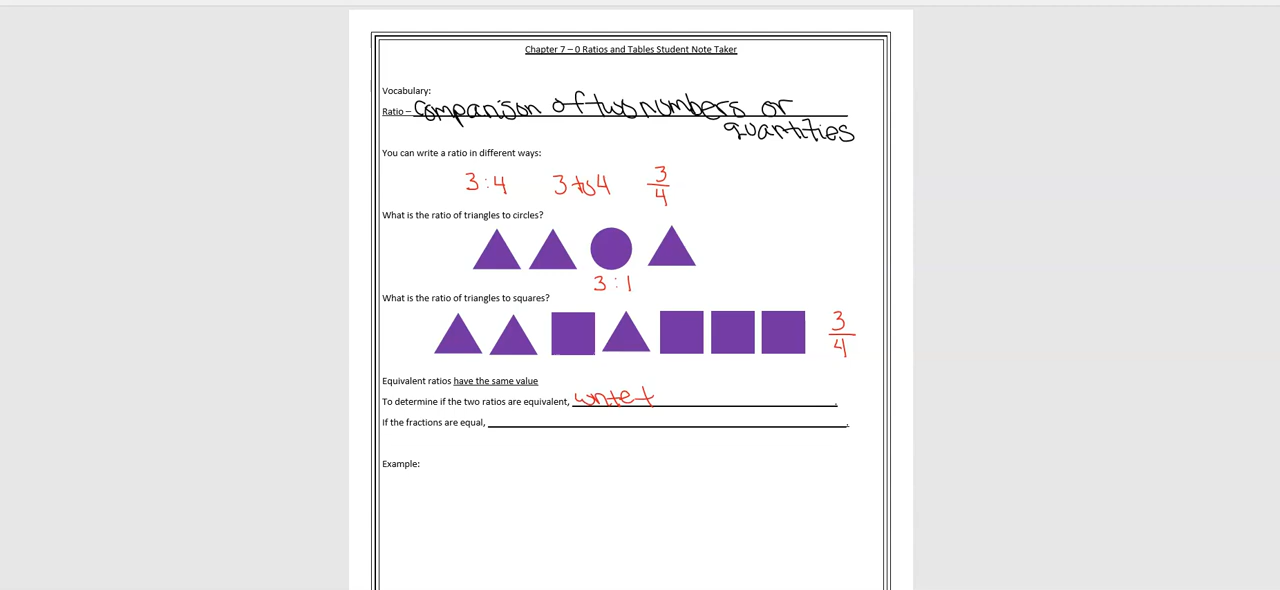 Chapter 7 – 0 Ratios and Tables Student Note Taker
Vocabulary:
Ratio – comparison of two numbers or
quantities
You can write a ratio in different ways:
3:4 3 to 4 3/4
What is the ratio of triangles to circles?
3:1
What is the ratio of triangles to squares?
3/4
Equivalent ratios have the same value
To determine if the two ratios are equivalent, write t.
If the fractions are equal, .
Example: